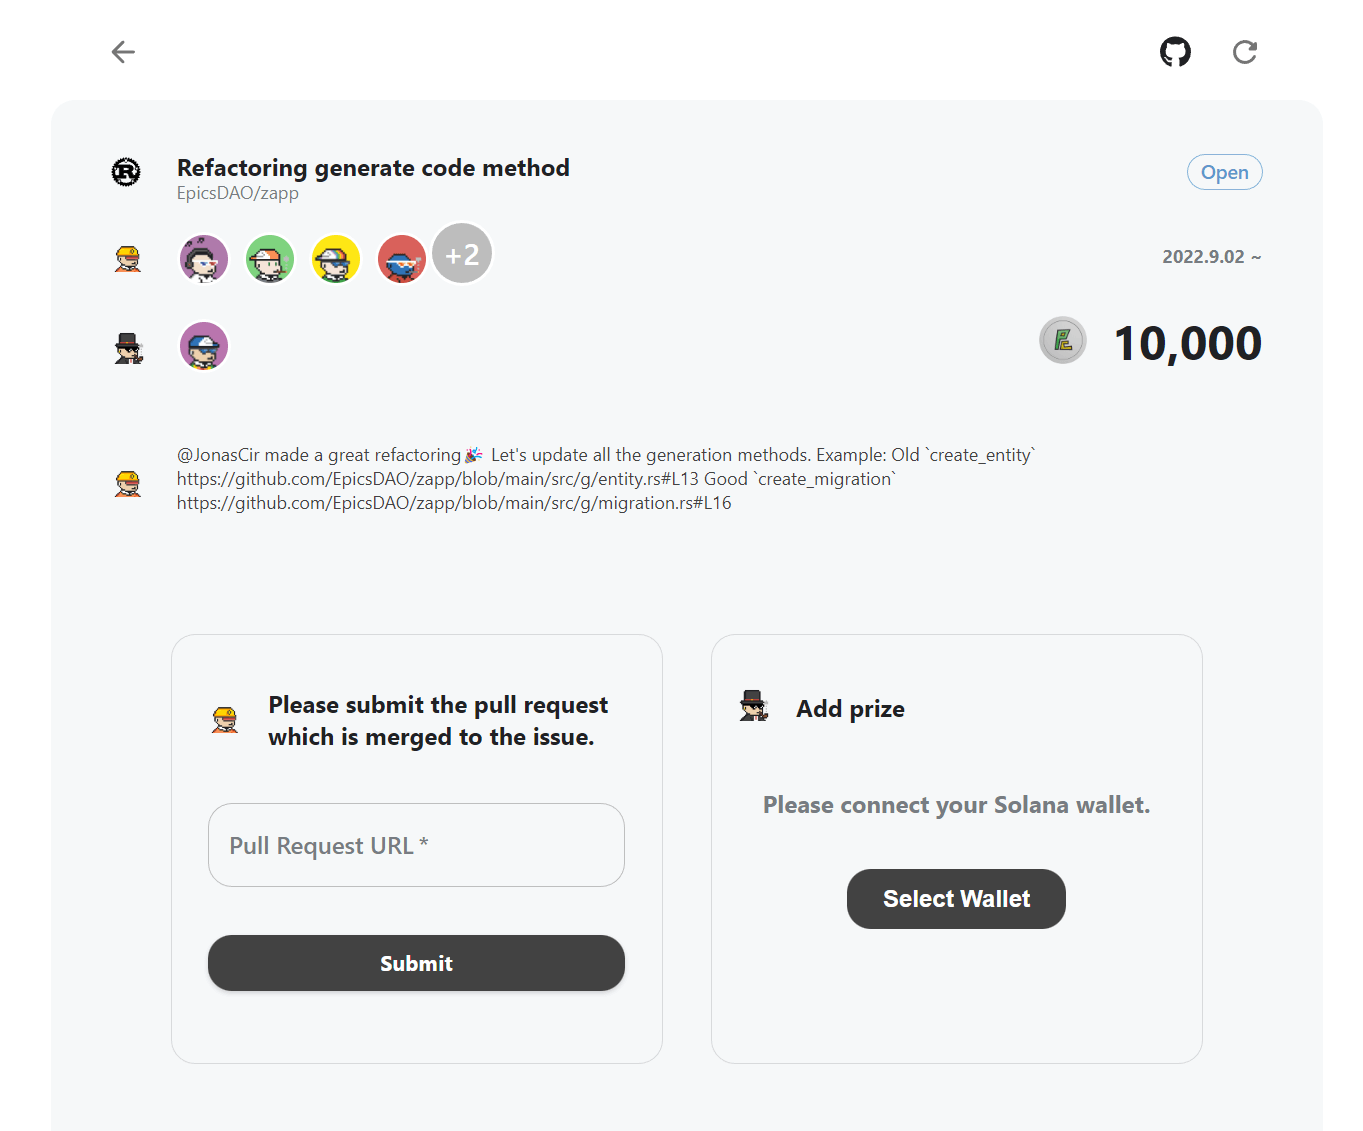 Refactoring generate code method
Open
EpicsDAO/zapp
+2
2022.9.02 ~
10,000
@JonasCir made a great refactoring🎉 Let's update all the generation methods. Example: Old `create_entity`
https://github.com/EpicsDAO/zapp/blob/main/src/g/entity.rs#L13 Good `create_migration`
https://github.com/EpicsDAO/zapp/blob/main/src/g/migration.rs#L16
Please submit the pull request
which is merged to the issue.
Pull Request URL *
Submit
Add prize
Please connect your Solana wallet.
Select Wallet